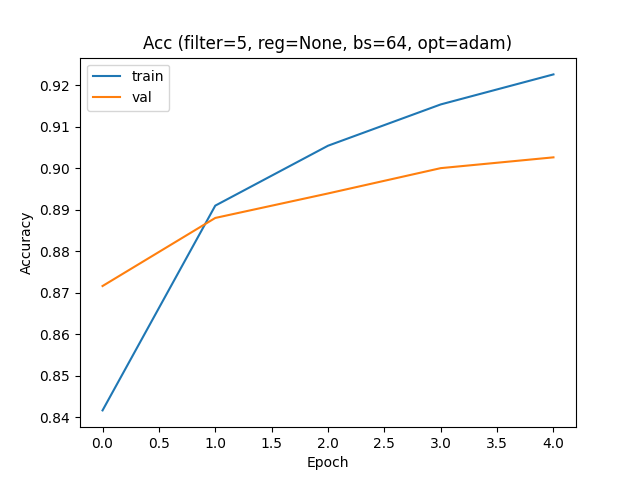 Acc (filter=5, reg=None, bs=64, opt=adam)
train
val
0.92
0.91
0.90
0.89
0.88
0.87
0.86
0.85
0.84
Accuracy
0.0 0.5 1.0 1.5 2.0 2.5 3.0 3.5 4.0
Epoch